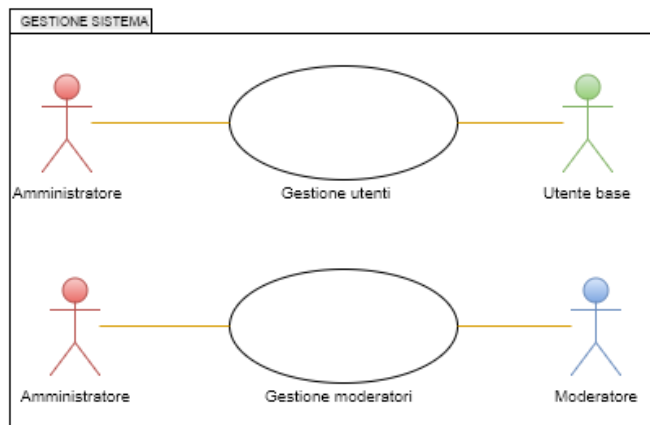 GESTIONE SISTEMA
Amministratore
Gestione utenti
Utente base
Amministratore
Gestione moderatori
Moderatore